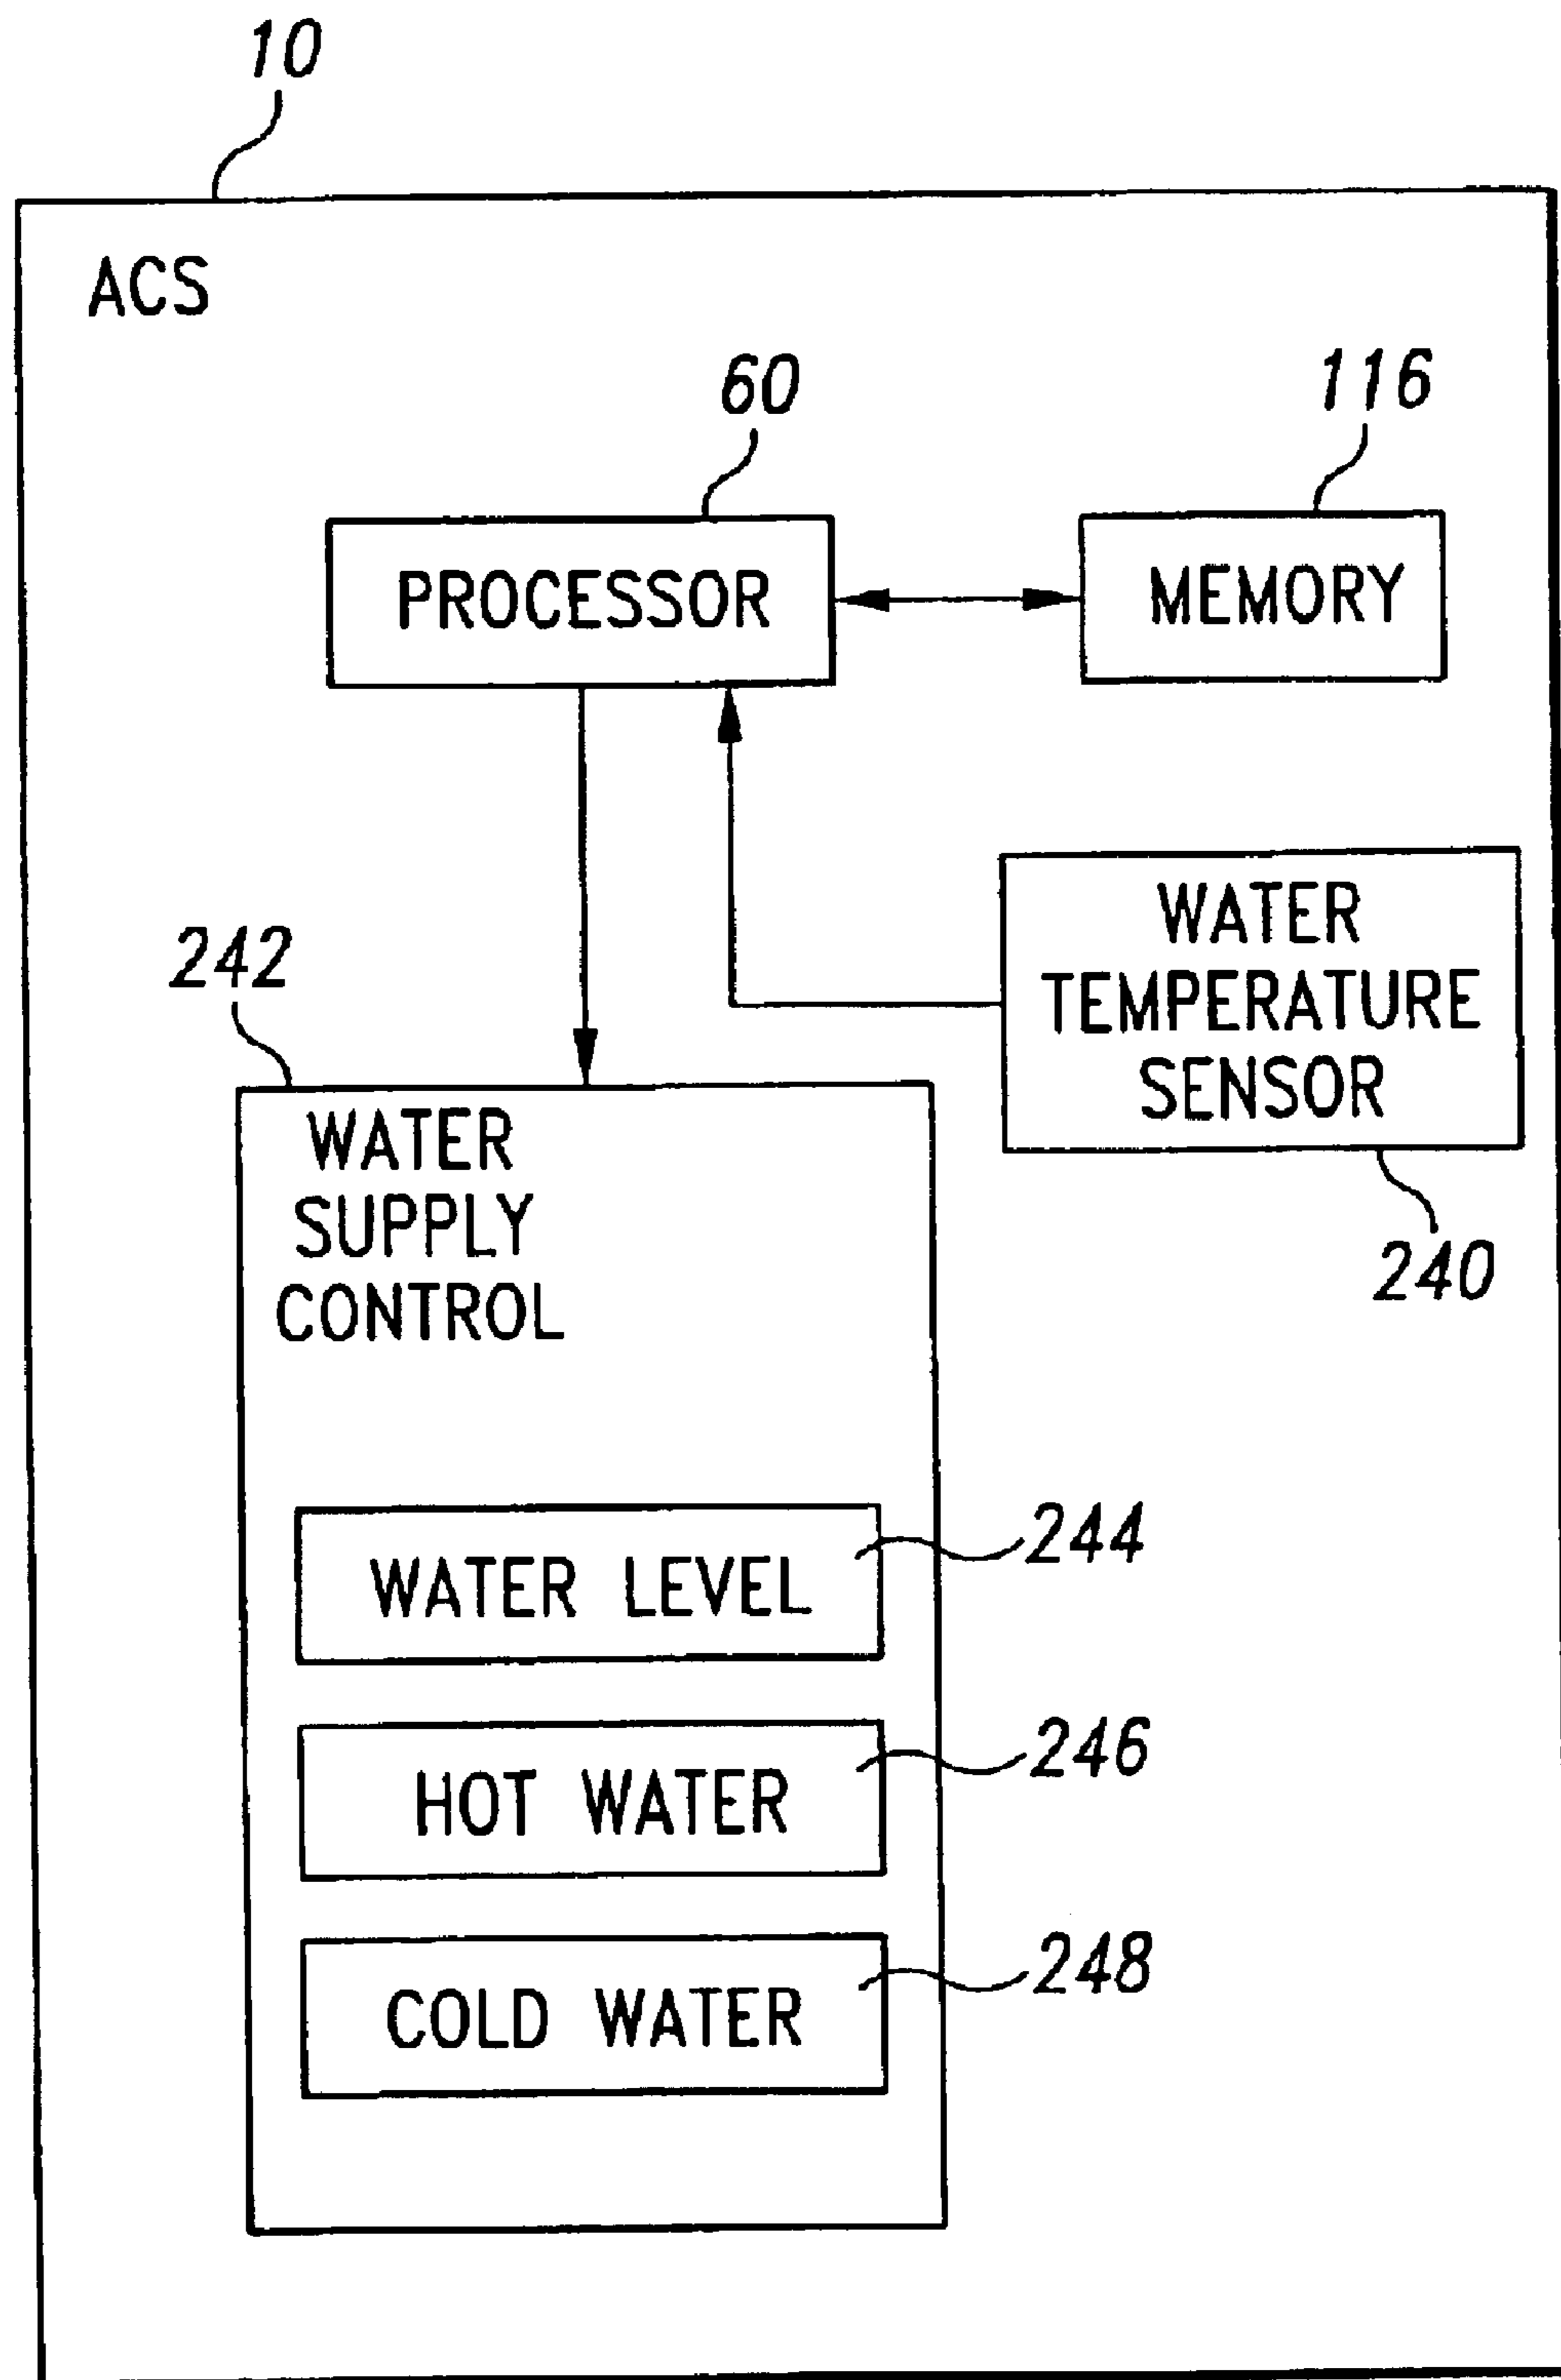 10
ACS
60
116
PROCESSOR
MEMORY
WATER
TEMPERATURE
SENSOR
240
242
WATER
SUPPLY
CONTROL
WATER LEVEL
244
HOT WATER
246
COLD WATER
248